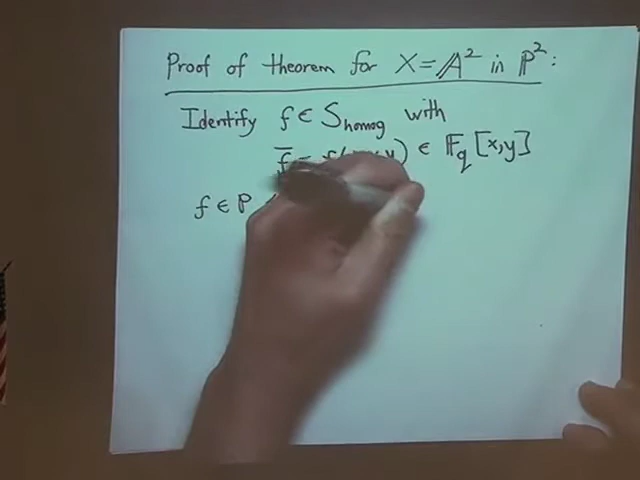 Proof of theorem for X = 𝔸² in ℙ²:
Identify f ∈ S_homog with
f̄ = f( y) ∈ 𝔽_q [x,y]
f ∈ P